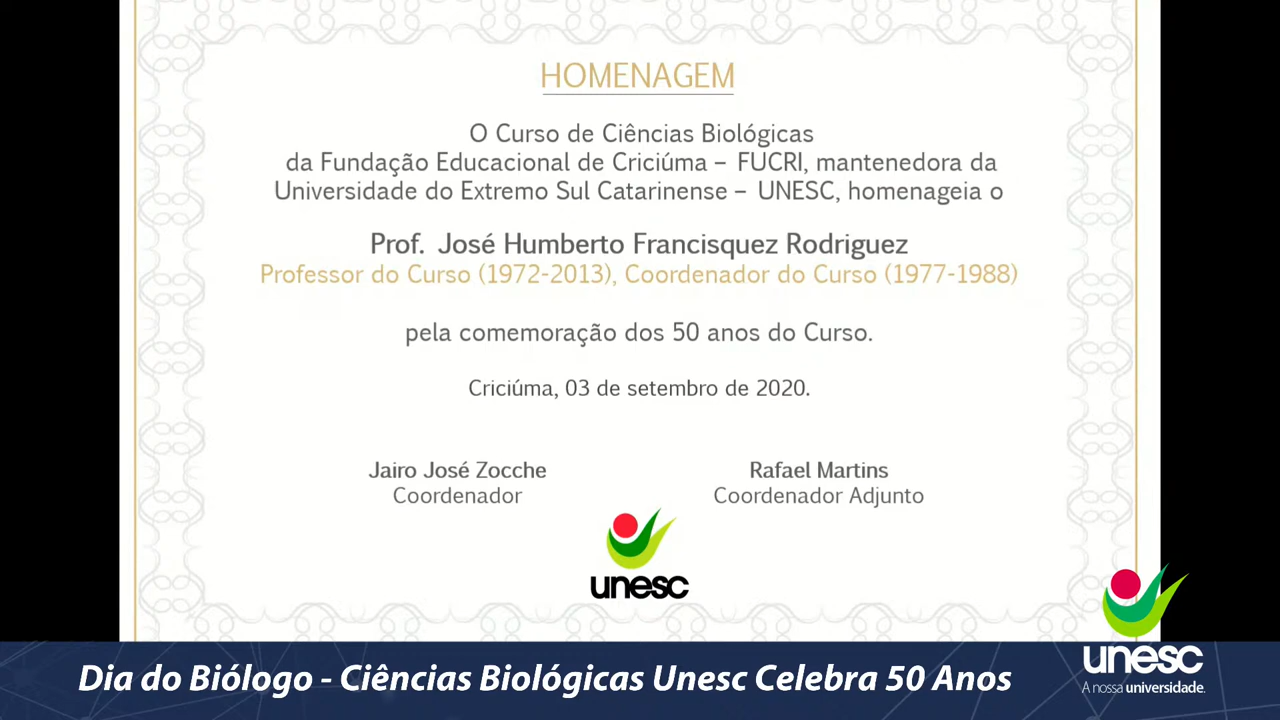 HOMENAGEM
O Curso de Ciências Biológicas
da Fundação Educacional de Criciúma – FUCRI, mantenedora da
Universidade do Extremo Sul Catarinense – UNESC, homenageia o
Prof. José Humberto Francisquez Rodriguez
Professor do Curso (1972-2013), Coordenador do Curso (1977-1988)
pela comemoração dos 50 anos do Curso.
Criciúma, 03 de setembro de 2020.
Jairo José Zocche
Coordenador
Rafael Martins
Coordenador Adjunto
unesc
Dia do Biólogo - Ciências Biológicas Unesc Celebra 50 Anos
unesc
A nossa universidade.